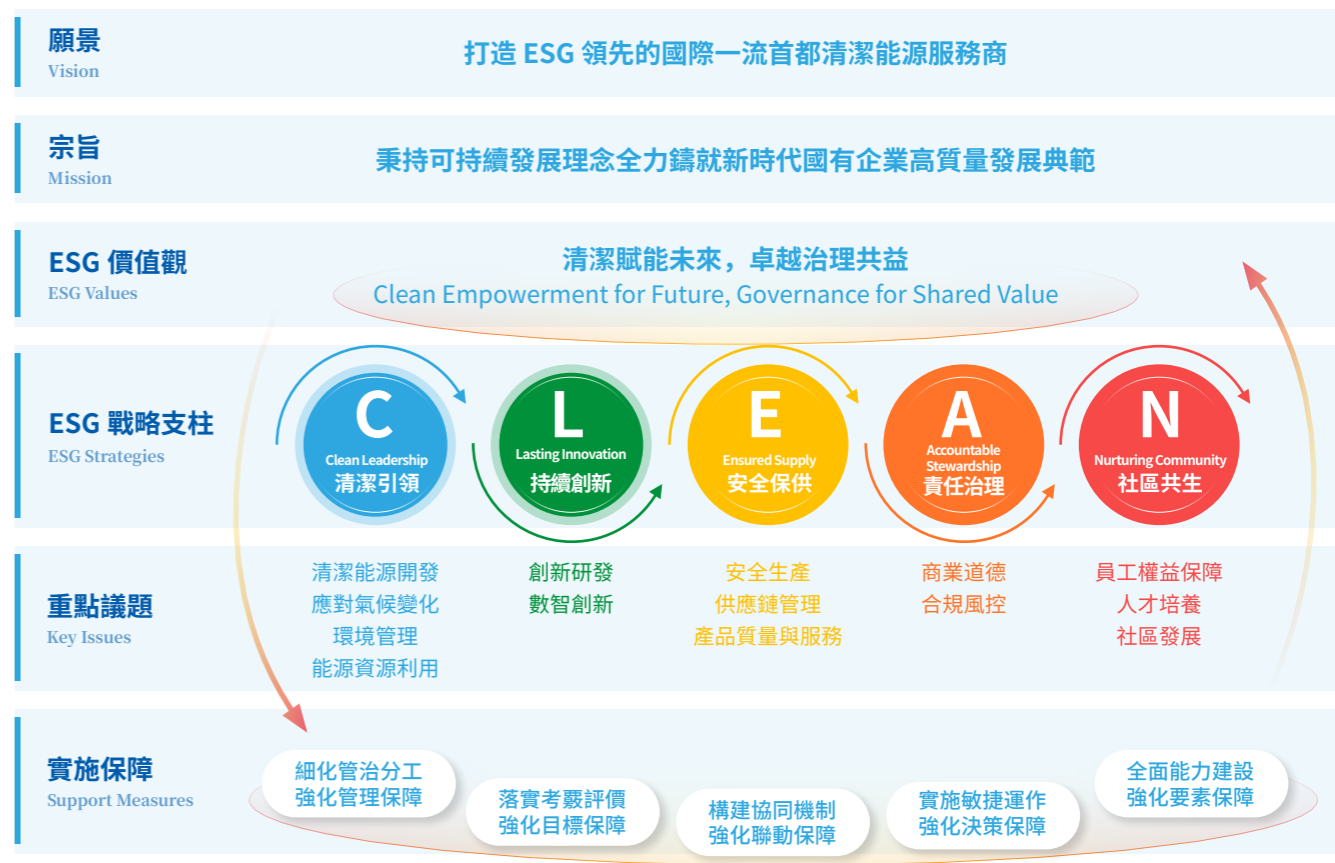 願景
Vision
打造 ESG 領先的國際一流首都清潔能源服務商
宗旨
Mission
秉持可持續發展理念全力鑄就新時代國有企業高質量發展典範
ESG 價值觀
ESG Values
清潔賦能未來，卓越治理共益
Clean Empowerment for Future, Governance for Shared Value
ESG 戰略支柱
ESG Strategies
C
Clean Leadership
清潔引領
L
Lasting Innovation
持續創新
E
Ensured Supply
安全保供
A
Accountable
Stewardship
責任治理
N
Nurturing Community
社區共生
重點議題
Key Issues
清潔能源開發
應對氣候變化
環境管理
能源資源利用
創新研發
數智創新
安全生產
供應鏈管理
產品質量與服務
商業道德
合規風控
員工權益保障
人才培養
社區發展
實施保障
Support Measures
細化管治分工
強化管理保障
落實考覈評價
強化目標保障
構建協同機制
強化聯動保障
實施敏捷運作
強化決策保障
全面能力建設
強化要素保障